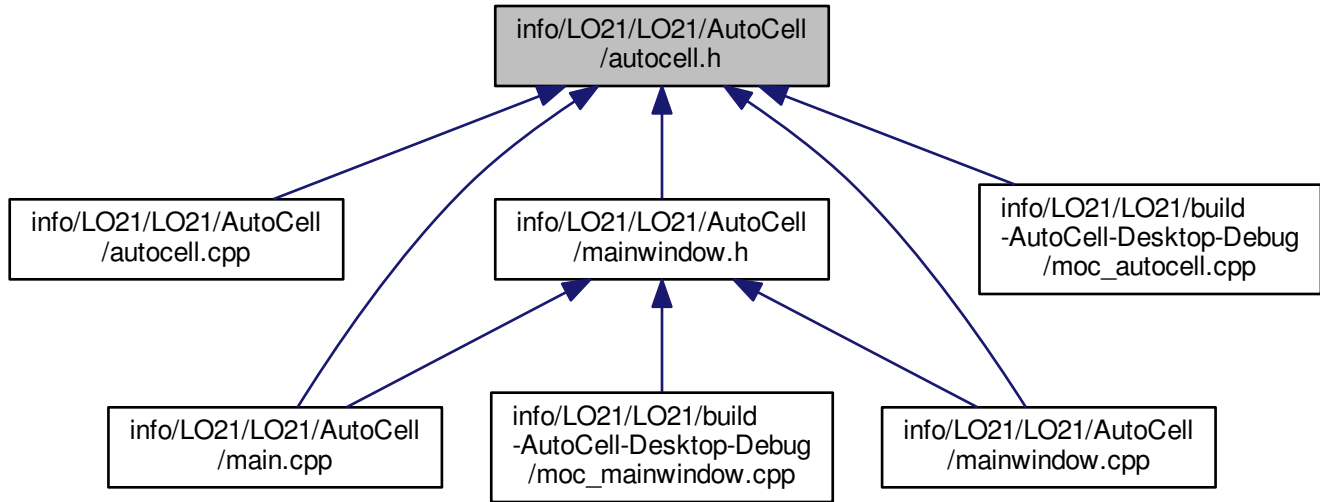 info/LO21/LO21/AutoCell
/autocell.h
info/LO21/LO21/AutoCell
/autocell.cpp
info/LO21/LO21/AutoCell
/mainwindow.h
info/LO21/LO21/build
-AutoCell-Desktop-Debug
/moc_autocell.cpp
info/LO21/LO21/AutoCell
/main.cpp
info/LO21/LO21/build
-AutoCell-Desktop-Debug
/moc_mainwindow.cpp
info/LO21/LO21/AutoCell
/mainwindow.cpp